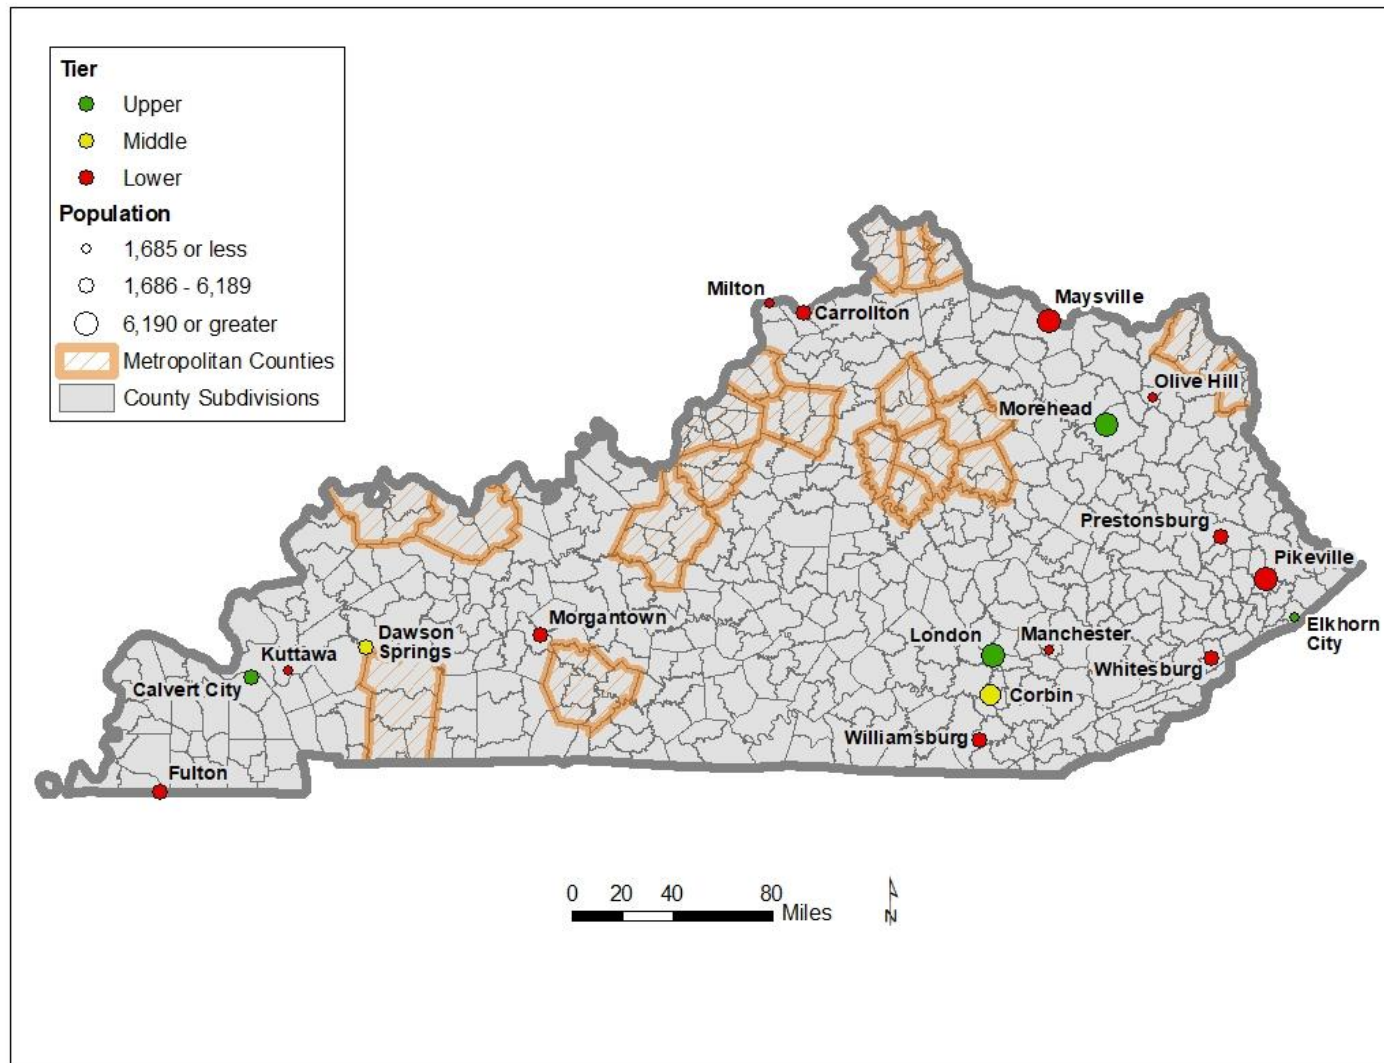 Tier
Upper
Middle
Lower
Population
1,685 or less
1,686 - 6,189
6,190 or greater
Metropolitan Counties
County Subdivisions
Milton
Carrollton
Maysville
Olive Hill
Morehead
Prestonsburg
Pikeville
Elkhorn
City
Morgantown
Dawson
Springs
London
Manchester
Kuttawa
Whitesburg
Calvert City
Corbin
Williamsburg
Fulton
0 20 40 80
Miles
N